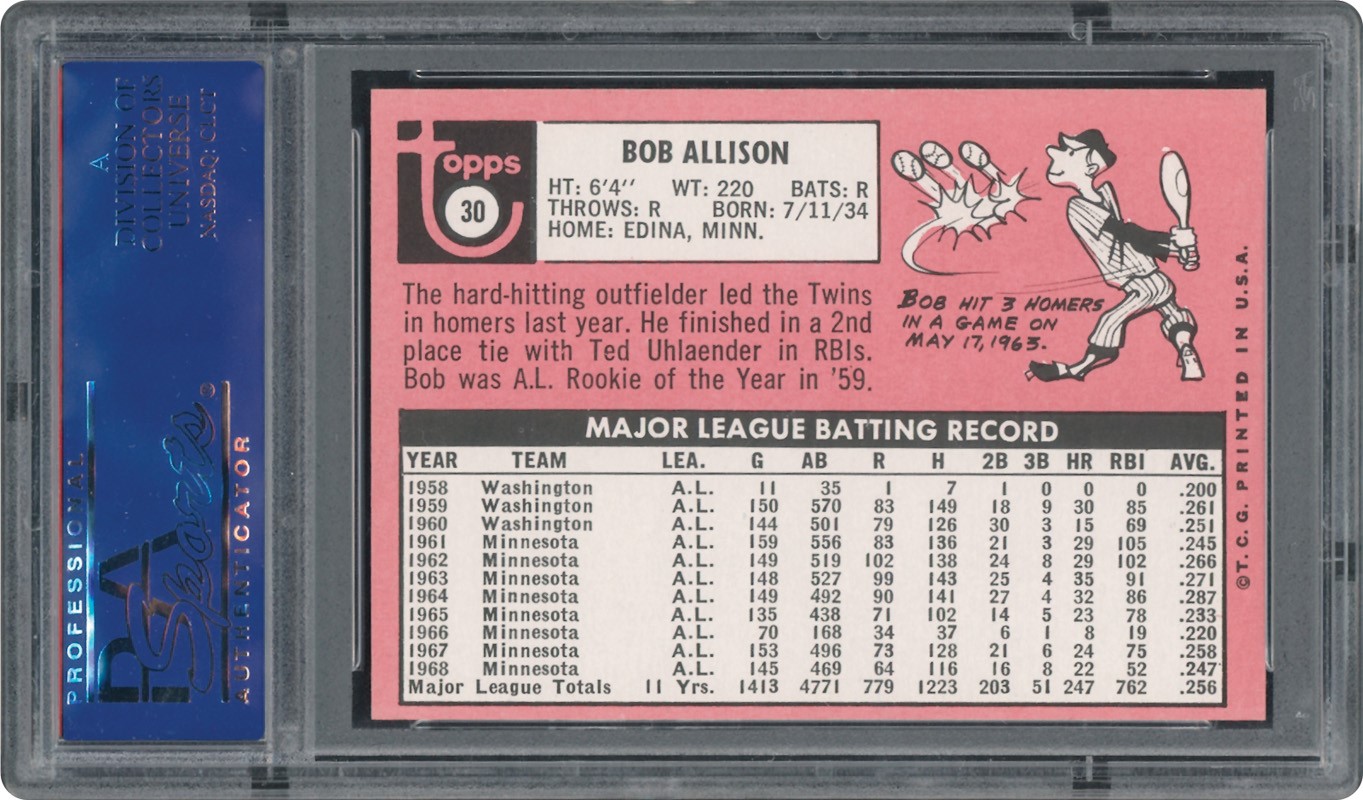 A
DIVISION OF
COLLECTORS
UNIVERSE
NASDAQ: CLCT
PROFESSIONAL
PSA
Sports®
AUTHENTICATOR
Topps
30
BOB ALLISON
HT: 6'4'' WT: 220 BATS: R
THROWS: R BORN: 7/11/34
HOME: EDINA, MINN.
The hard-hitting outfielder led the Twins
in homers last year. He finished in a 2nd
place tie with Ted Uhlaender in RBIs.
Bob was A.L. Rookie of the Year in '59.
BOB HIT 3 HOMERS
IN A GAME ON
MAY 17, 1963.
MAJOR LEAGUE BATTING RECORD
YEAR TEAM LEA. G AB R H 2B 3B HR RBI AVG.
1958 Washington A.L. 11 35 1 7 1 0 0 0 .200
1959 Washington A.L. 150 570 83 149 18 9 30 85 .261
1960 Washington A.L. 144 501 79 126 30 3 15 69 .251
1961 Minnesota A.L. 159 556 83 136 21 3 29 105 .245
1962 Minnesota A.L. 149 519 102 138 24 8 29 102 .266
1963 Minnesota A.L. 148 527 99 143 25 4 35 91 .271
1964 Minnesota A.L. 149 492 90 141 27 4 32 86 .287
1965 Minnesota A.L. 135 438 71 102 14 5 23 78 .233
1966 Minnesota A.L. 70 168 34 37 6 1 8 19 .220
1967 Minnesota A.L. 153 496 73 128 21 6 24 75 .258
1968 Minnesota A.L. 145 469 64 116 16 8 22 52 .247
Major League Totals 11 Yrs. 1413 4771 779 1223 203 51 247 762 .256
©T.C.G. PRINTED IN U.S.A.